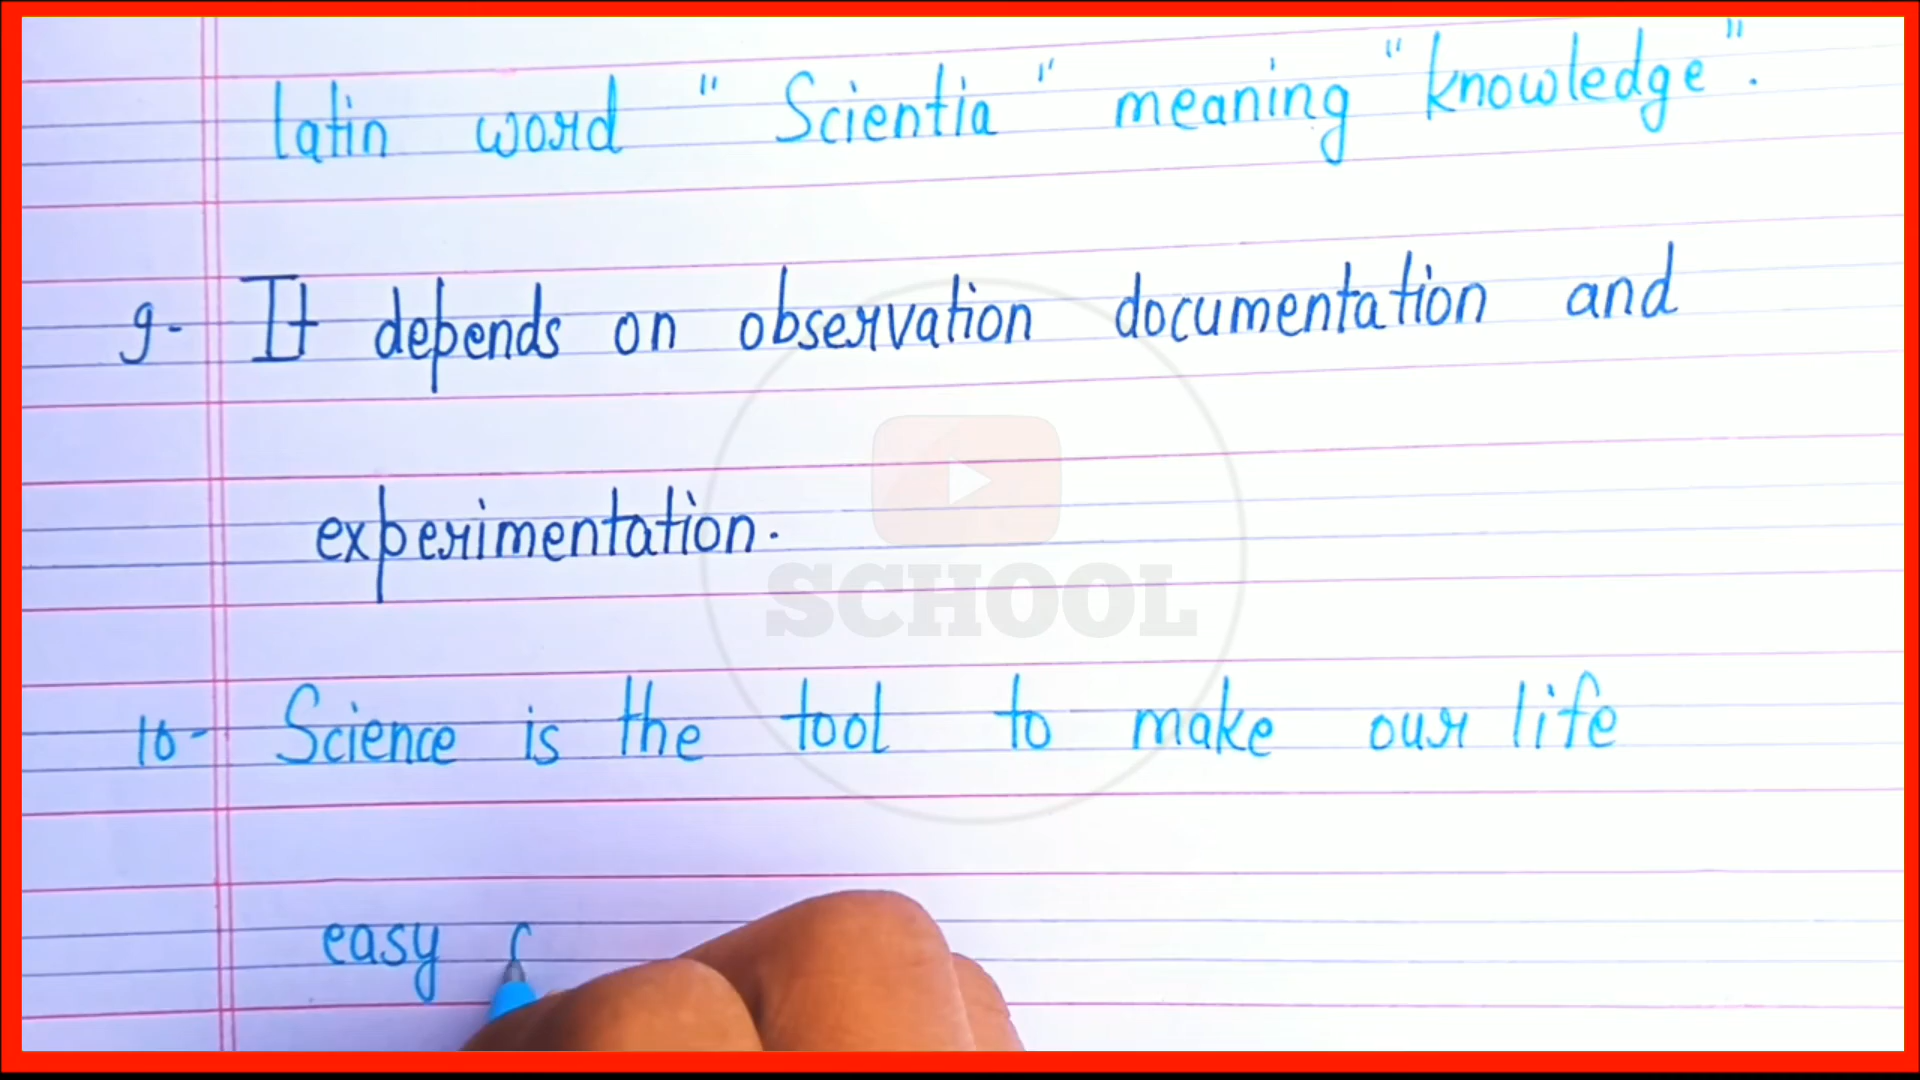 latin word " Scientia " meaning "knowledge".
9- It depends on observation documentation and
experimentation.
SCHOOL
10- Science is the tool to make our life
easy